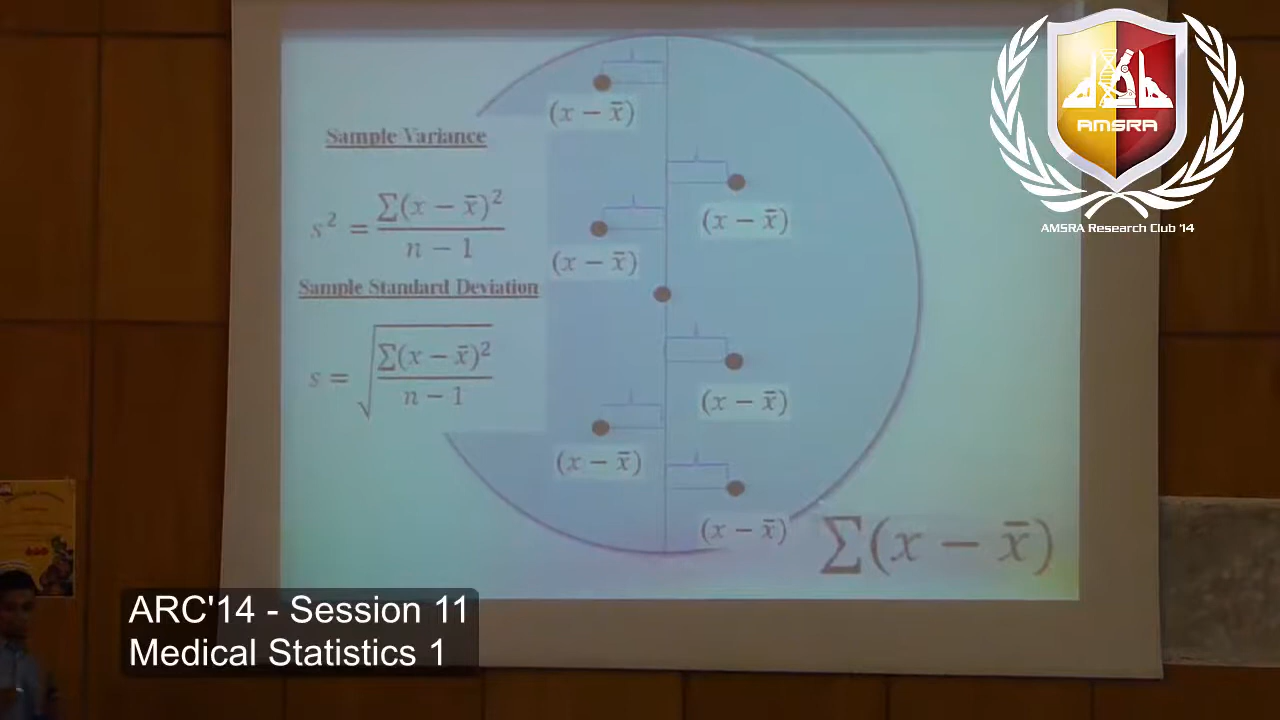 (x − x̄)
Sample Variance
s² = ∑(x − x̄)² / n − 1
(x − x̄)
(x − x̄)
Sample Standard Deviation
s = √(∑(x − x̄)² / n − 1)
(x − x̄)
(x − x̄)
(x − x̄)
∑(x − x̄)
AMSRA
AMSRA Research Club '14
ARC'14 - Session 11
Medical Statistics 1